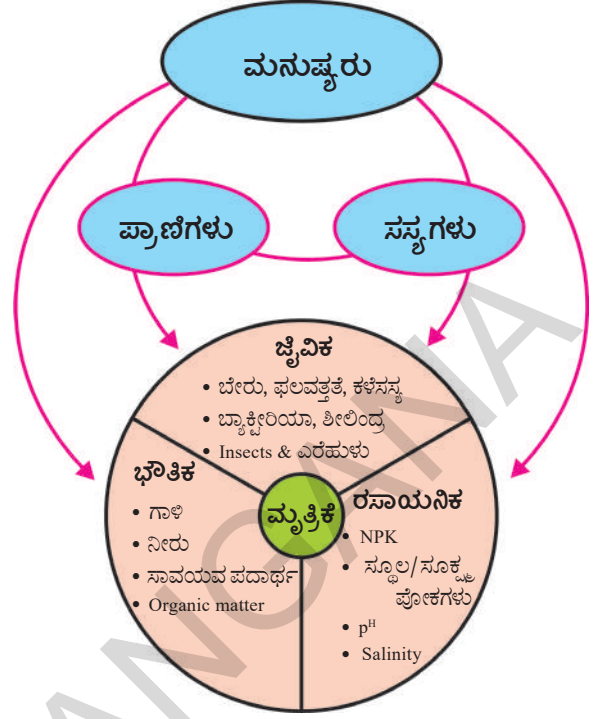 ಮನುಷ್ಯರು
ಪ್ರಾಣಿಗಳು
ಸಸ್ಯಗಳು
ಜೈವಿಕ
• ಬೇರು, ಫಲವತ್ತತೆ, ಕಳೆಸಸ್ಯ
• ಬ್ಯಾಕ್ಟೀರಿಯಾ, ಶೀಲಿಂದ್ರ
• Insects & ಎರೆಹುಳು
ಭೌತಿಕ
• ಗಾಳಿ
• ನೀರು
• ಸಾವಯವ ಪದಾರ್ಥ
• Organic matter
ಮೃತ್ರಿಕೆ
ರಸಾಯನಿಕ
• NPK
• ಸ್ಥೂಲ/ಸೂಕ್ಷ್ಮ
ಪೋಕಗಳು
• pᴴ
• Salinity